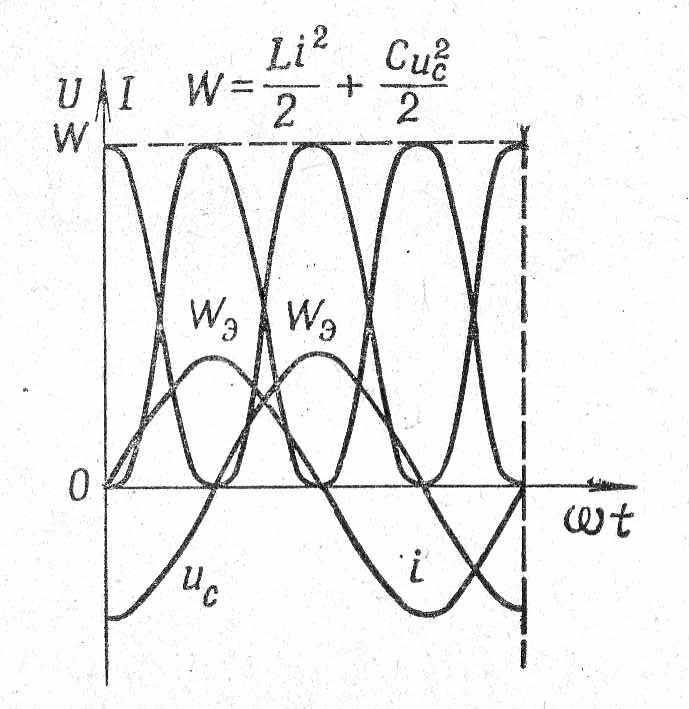 U I W = Li²/2 + Cu_c²/2
W
W_Э W_Э
0
ωt
u_c i